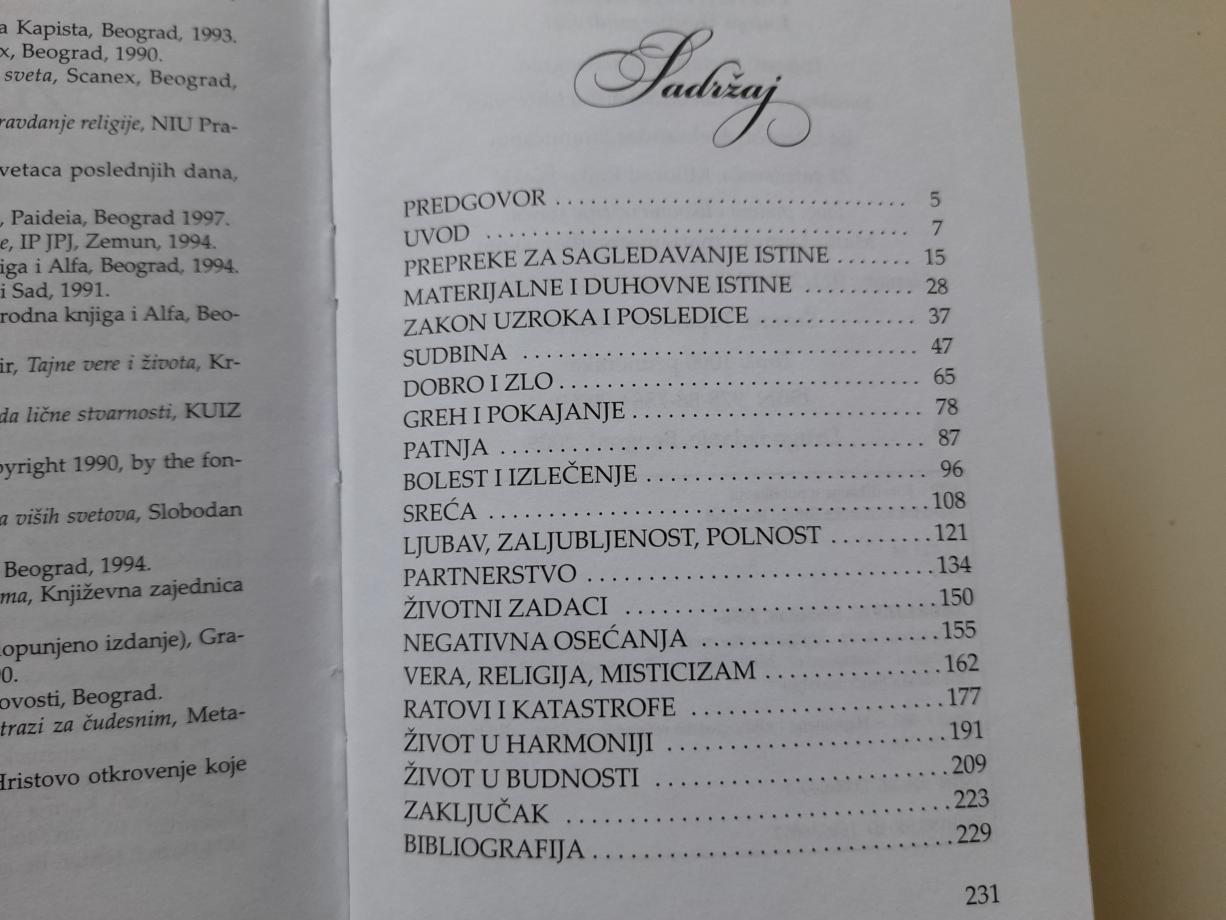 a Kapista, Beograd, 1993.
x, Beograd, 1990.
sveta, Scanex, Beograd,
ravdanje religije, NIU Pra-
vetaca poslednjih dana,
, Paideia, Beograd 1997.
e, IP JPJ, Zemun, 1994.
iga i Alfa, Beograd, 1994.
i Sad, 1991.
rodna knjiga i Alfa, Beo-
ir, Tajne vere i života, Kr-
da lične stvarnosti, KUIZ
pyright 1990, by the fon-
a viših svetova, Slobodan
Beograd, 1994.
ma, Književna zajednica
lopunjeno izdanje), Gra-
0.
ovosti, Beograd.
trazi za čudesnim, Meta-
Hristovo otkrovenje koje
Sadržaj
PREDGOVOR . . . . . . . . . . . . . . . . . . . . . . . . . . . . . . 5
UVOD . . . . . . . . . . . . . . . . . . . . . . . . . . . . . . . . . . . . 7
PREPREKE ZA SAGLEDAVANJE ISTINE . . . . . . . 15
MATERIJALNE I DUHOVNE ISTINE . . . . . . . . . . 28
ZAKON UZROKA I POSLEDICE . . . . . . . . . . . . . . 37
SUDBINA . . . . . . . . . . . . . . . . . . . . . . . . . . . . . . . . . 47
DOBRO I ZLO . . . . . . . . . . . . . . . . . . . . . . . . . . . . . . 65
GREH I POKAJANJE . . . . . . . . . . . . . . . . . . . . . . . . 78
PATNJA . . . . . . . . . . . . . . . . . . . . . . . . . . . . . . . . . . . 87
BOLEST I IZLEČENJE . . . . . . . . . . . . . . . . . . . . . . . 96
SREĆA . . . . . . . . . . . . . . . . . . . . . . . . . . . . . . . . . . . 108
LJUBAV, ZALJUBLJENOST, POLNOST . . . . . . . . . 121
PARTNERSTVO . . . . . . . . . . . . . . . . . . . . . . . . . . . . 134
ŽIVOTNI ZADACI . . . . . . . . . . . . . . . . . . . . . . . . . 150
NEGATIVNA OSEĆANJA . . . . . . . . . . . . . . . . . . . 155
VERA, RELIGIJA, MISTICIZAM . . . . . . . . . . . . . . 162
RATOVI I KATASTROFE . . . . . . . . . . . . . . . . . . . . 177
ŽIVOT U HARMONIJI . . . . . . . . . . . . . . . . . . . . . . 191
ŽIVOT U BUDNOSTI . . . . . . . . . . . . . . . . . . . . . . . 209
ZAKLJUČAK . . . . . . . . . . . . . . . . . . . . . . . . . . . . . . 223
BIBLIOGRAFIJA . . . . . . . . . . . . . . . . . . . . . . . . . . . . 229
231